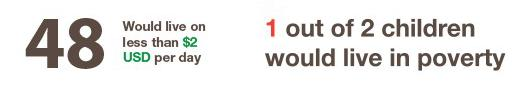 48
Would live on
less than $2
USD per day
1 out of 2 children
would live in poverty